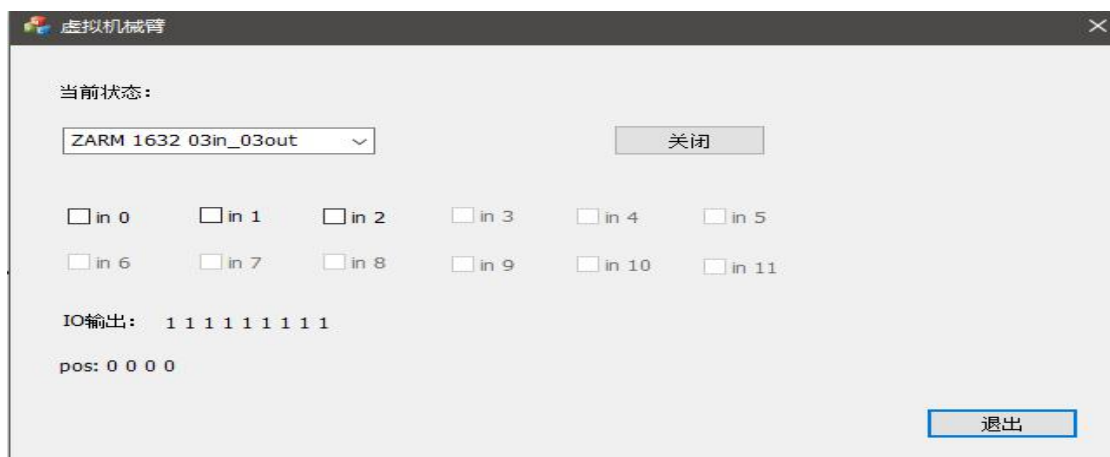 虚拟机械臂
当前状态：
ZARM 1632 03in_03out 关闭
in 0 in 1 in 2 in 3 in 4 in 5
in 6 in 7 in 8 in 9 in 10 in 11
IO输出： 1 1 1 1 1 1 1 1 1
pos: 0 0 0 0
退出